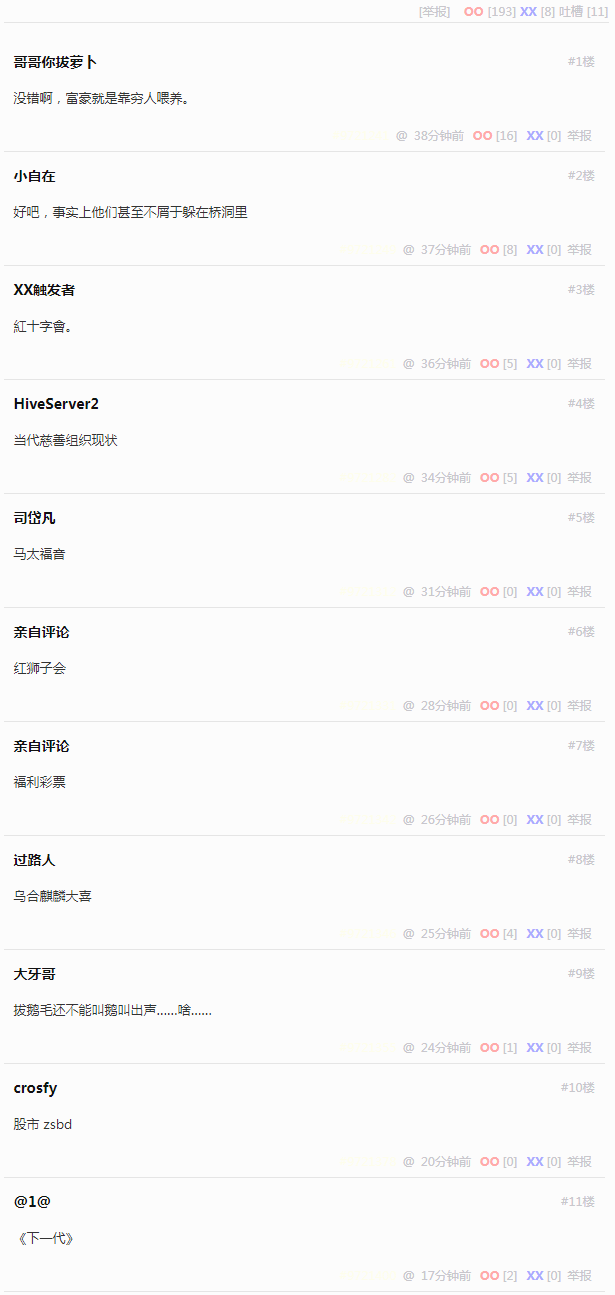 [举报] OO [193] XX [8] 吐槽 [11]
哥哥你拔萝卜 #1楼
没错啊，富豪就是靠穷人喂养。
@ 38分钟前 OO [16] XX [0] 举报
小自在 #2楼
好吧，事实上他们甚至不屑于躲在桥洞里
@ 37分钟前 OO [8] XX [0] 举报
XX触发者 #3楼
紅十字會。
@ 36分钟前 OO [5] XX [0] 举报
HiveServer2 #4楼
当代慈善组织现状
@ 34分钟前 OO [5] XX [0] 举报
司岱凡 #5楼
马太福音
@ 31分钟前 OO [0] XX [0] 举报
亲自评论 #6楼
红狮子会
@ 28分钟前 OO [0] XX [0] 举报
亲自评论 #7楼
福利彩票
@ 26分钟前 OO [0] XX [0] 举报
过路人 #8楼
乌合麒麟大喜
@ 25分钟前 OO [4] XX [0] 举报
大牙哥 #9楼
拔鹅毛还不能叫鹅叫出声......啥......
@ 24分钟前 OO [1] XX [0] 举报
crosfy #10楼
股市 zsbd
@ 20分钟前 OO [0] XX [0] 举报
@1@ #11楼
《下一代》
@ 17分钟前 OO [2] XX [0] 举报